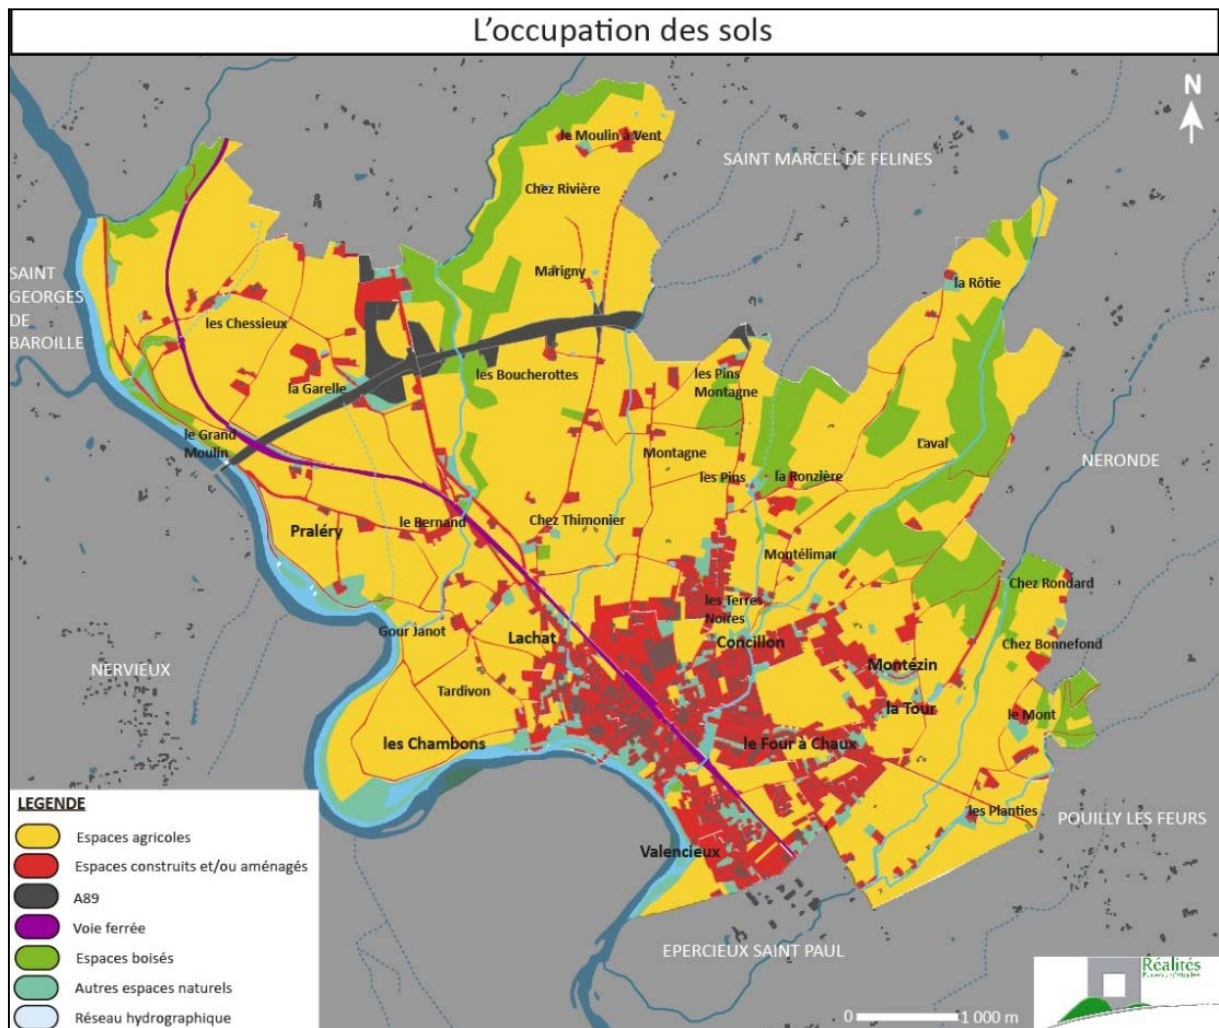 L'occupation des sols
N
le Moulin à Vent
SAINT MARCEL DE FELINES
Chez Rivière
SAINT
GEORGES
DE
BAROILLE
Marigny
la Rôtie
les Chessieux
la Garelle
les Boucherottes
les Pins
Montagne
le Grand
Moulin
Montagne
Laval
NERONDE
les Pins
la Ronzière
Praléry
le Bernand
Chez Thimonier
Montélimar
Chez Rondard
les Terres
Noires
Gour Janot
Lachat
Concillon
Chez Bonnefond
NERVIEUX
Montézin
Tardivon
la Tour
le Mont
les Chambons
le Four à Chaux
LEGENDE
Espaces agricoles
Espaces construits et/ou aménagés
A89
Voie ferrée
Espaces boisés
Autres espaces naturels
Réseau hydrographique
les Planties
POUILLY LES FEURS
Valencieux
EPERCIEUX SAINT PAUL
Réalités
0 1 000 m